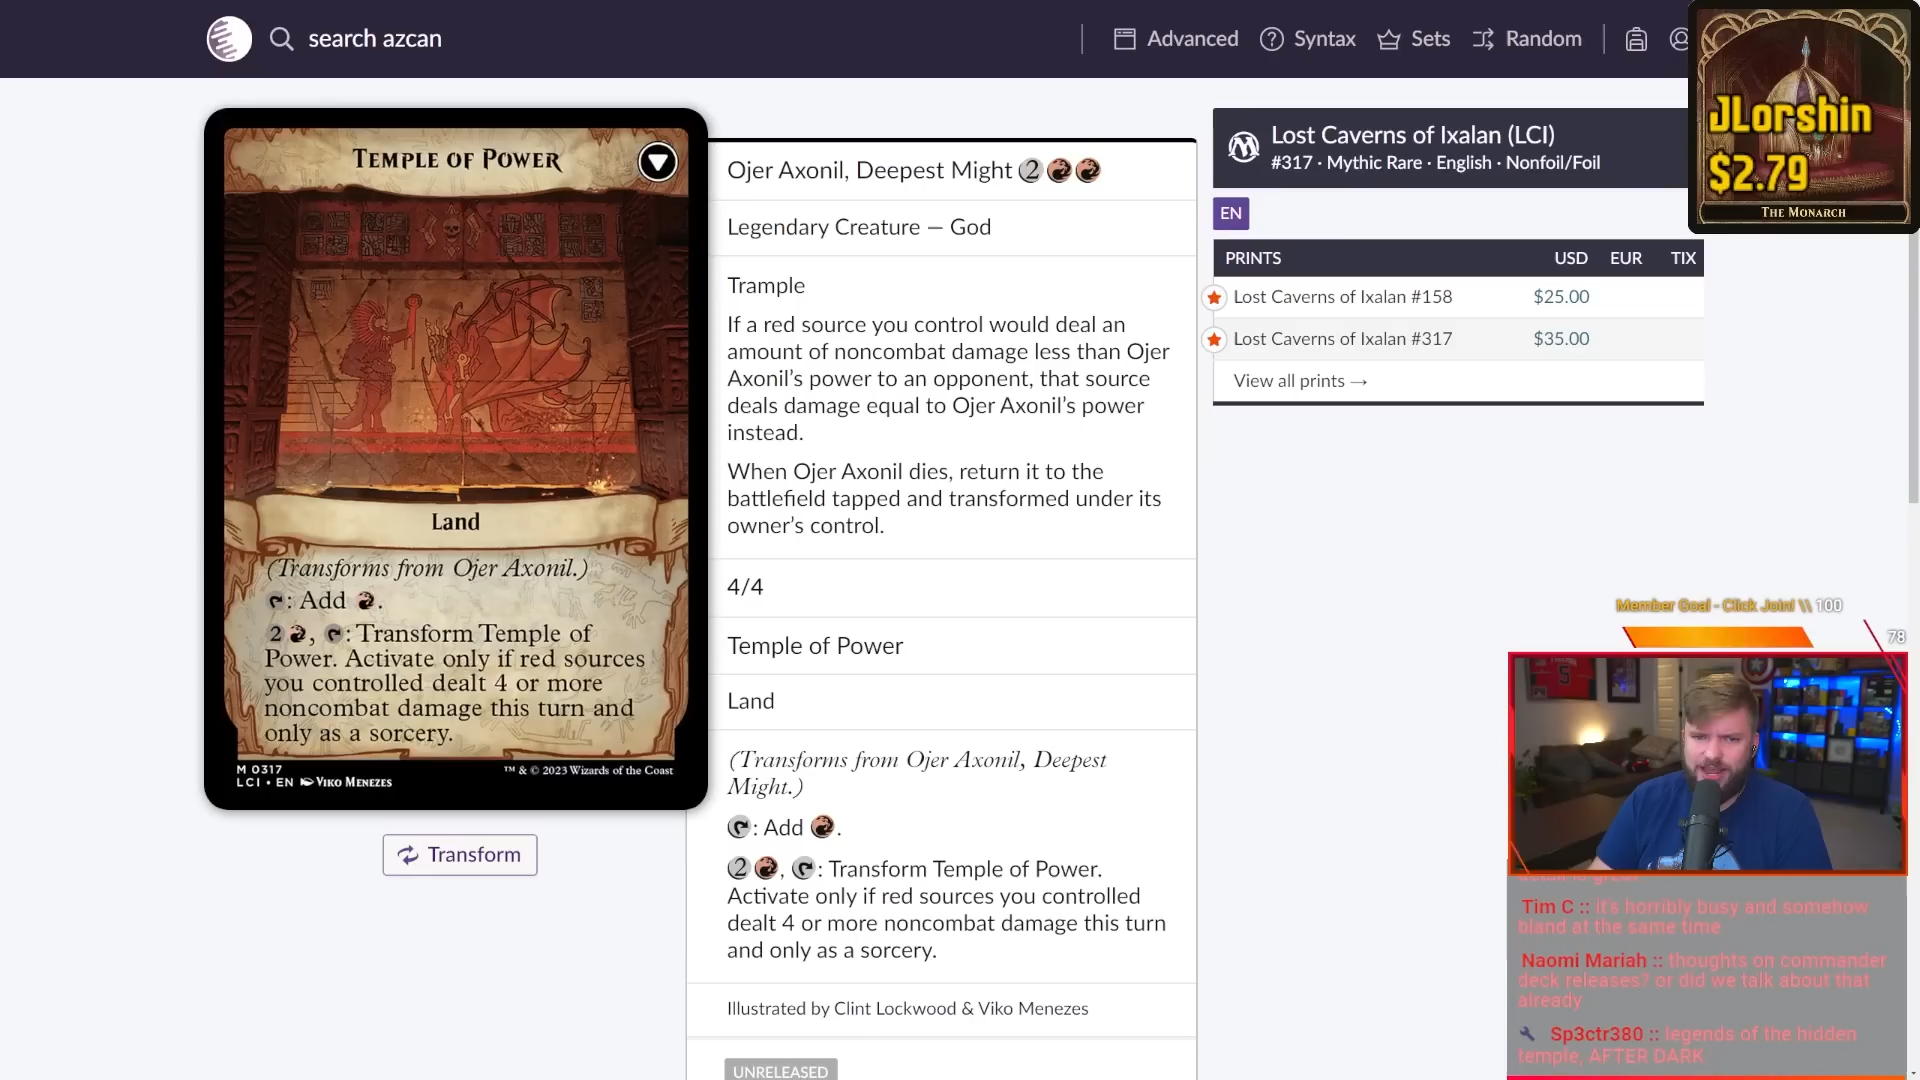 search azcan
Advanced
Syntax
Sets
Random
JLorshin
$2.79
THE MONARCH
TEMPLE OF POWER
Land
(Transforms from Ojer Axonil.)
: Add .
2, : Transform Temple of
Power. Activate only if red sources
you controlled dealt 4 or more
noncombat damage this turn and
only as a sorcery.
M 0317
LCI • EN VIKO MENEZES
™ & © 2023 Wizards of the Coast
Transform
Ojer Axonil, Deepest Might 2
Legendary Creature — God
Trample
If a red source you control would deal an
amount of noncombat damage less than Ojer
Axonil’s power to an opponent, that source
deals damage equal to Ojer Axonil’s power
instead.
When Ojer Axonil dies, return it to the
battlefield tapped and transformed under its
owner’s control.
4/4
Temple of Power
Land
(Transforms from Ojer Axonil, Deepest
Might.)
: Add .
2, : Transform Temple of Power.
Activate only if red sources you controlled
dealt 4 or more noncombat damage this turn
and only as a sorcery.
Illustrated by Clint Lockwood & Viko Menezes
UNRELEASED
Lost Caverns of Ixalan (LCI)
#317 · Mythic Rare · English · Nonfoil/Foil
EN
PRINTS USD EUR TIX
Lost Caverns of Ixalan #158 $25.00
Lost Caverns of Ixalan #317 $35.00
View all prints →
Member Goal - Click Join! \\ 100
78
Tim C :: it's horribly busy and somehow
bland at the same time
Naomi Mariah :: thoughts on commander
deck releases? or did we talk about that
already
Sp3ctr380 :: legends of the hidden
temple, AFTER DARK